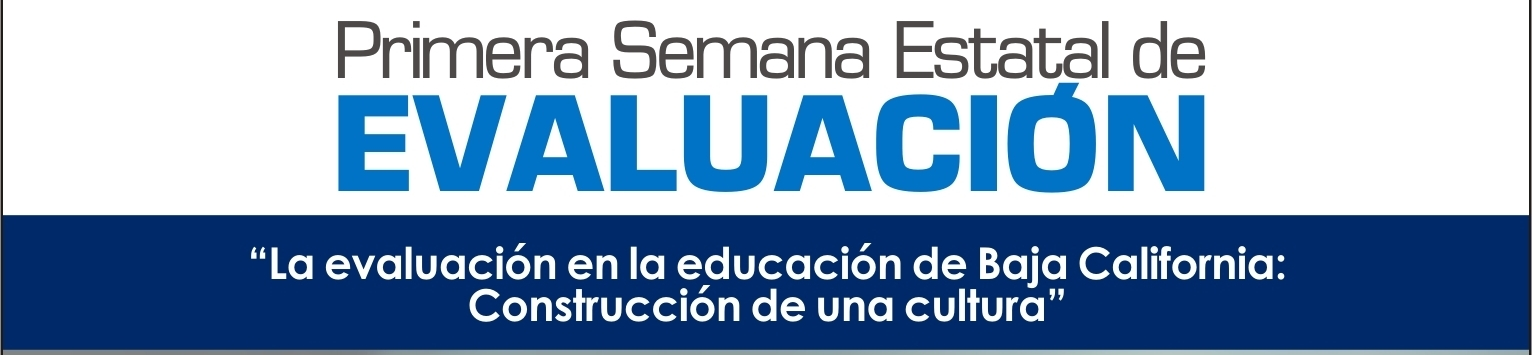 Primera Semana Estatal de
EVALUACIÓN
“La evaluación en la educación de Baja California:
Construcción de una cultura”